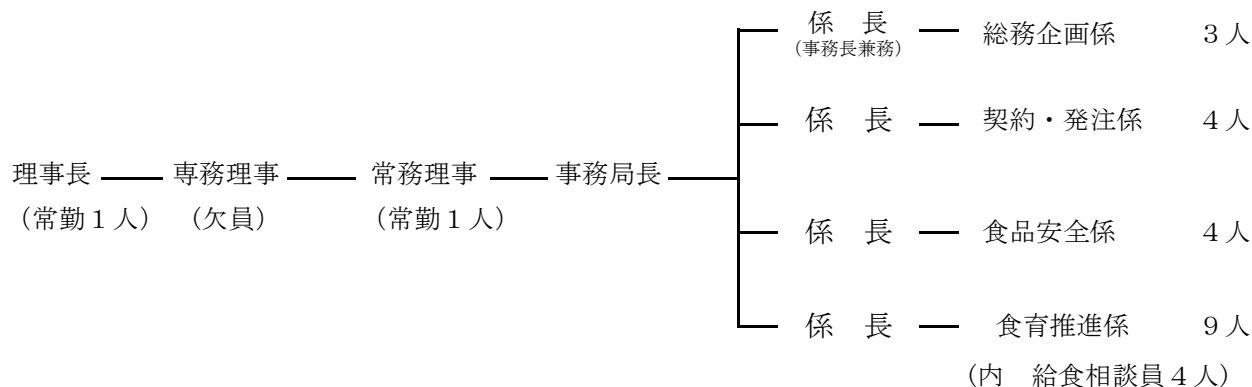 係　長 総務企画係 ３人
(事務長兼務)
係　長 契約・発注係 ４人
理事長 専務理事 常務理事 事務局長
（常勤１人） （欠員） （常勤１人）
係　長 食品安全係 ４人
係　長 食育推進係 ９人
（内　給食相談員４人）